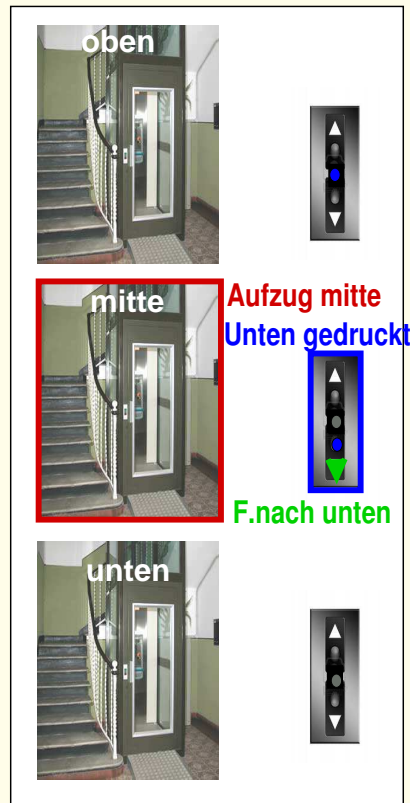 oben
mitte
Aufzug mitte
Unten gedruckt
F.nach unten
unten